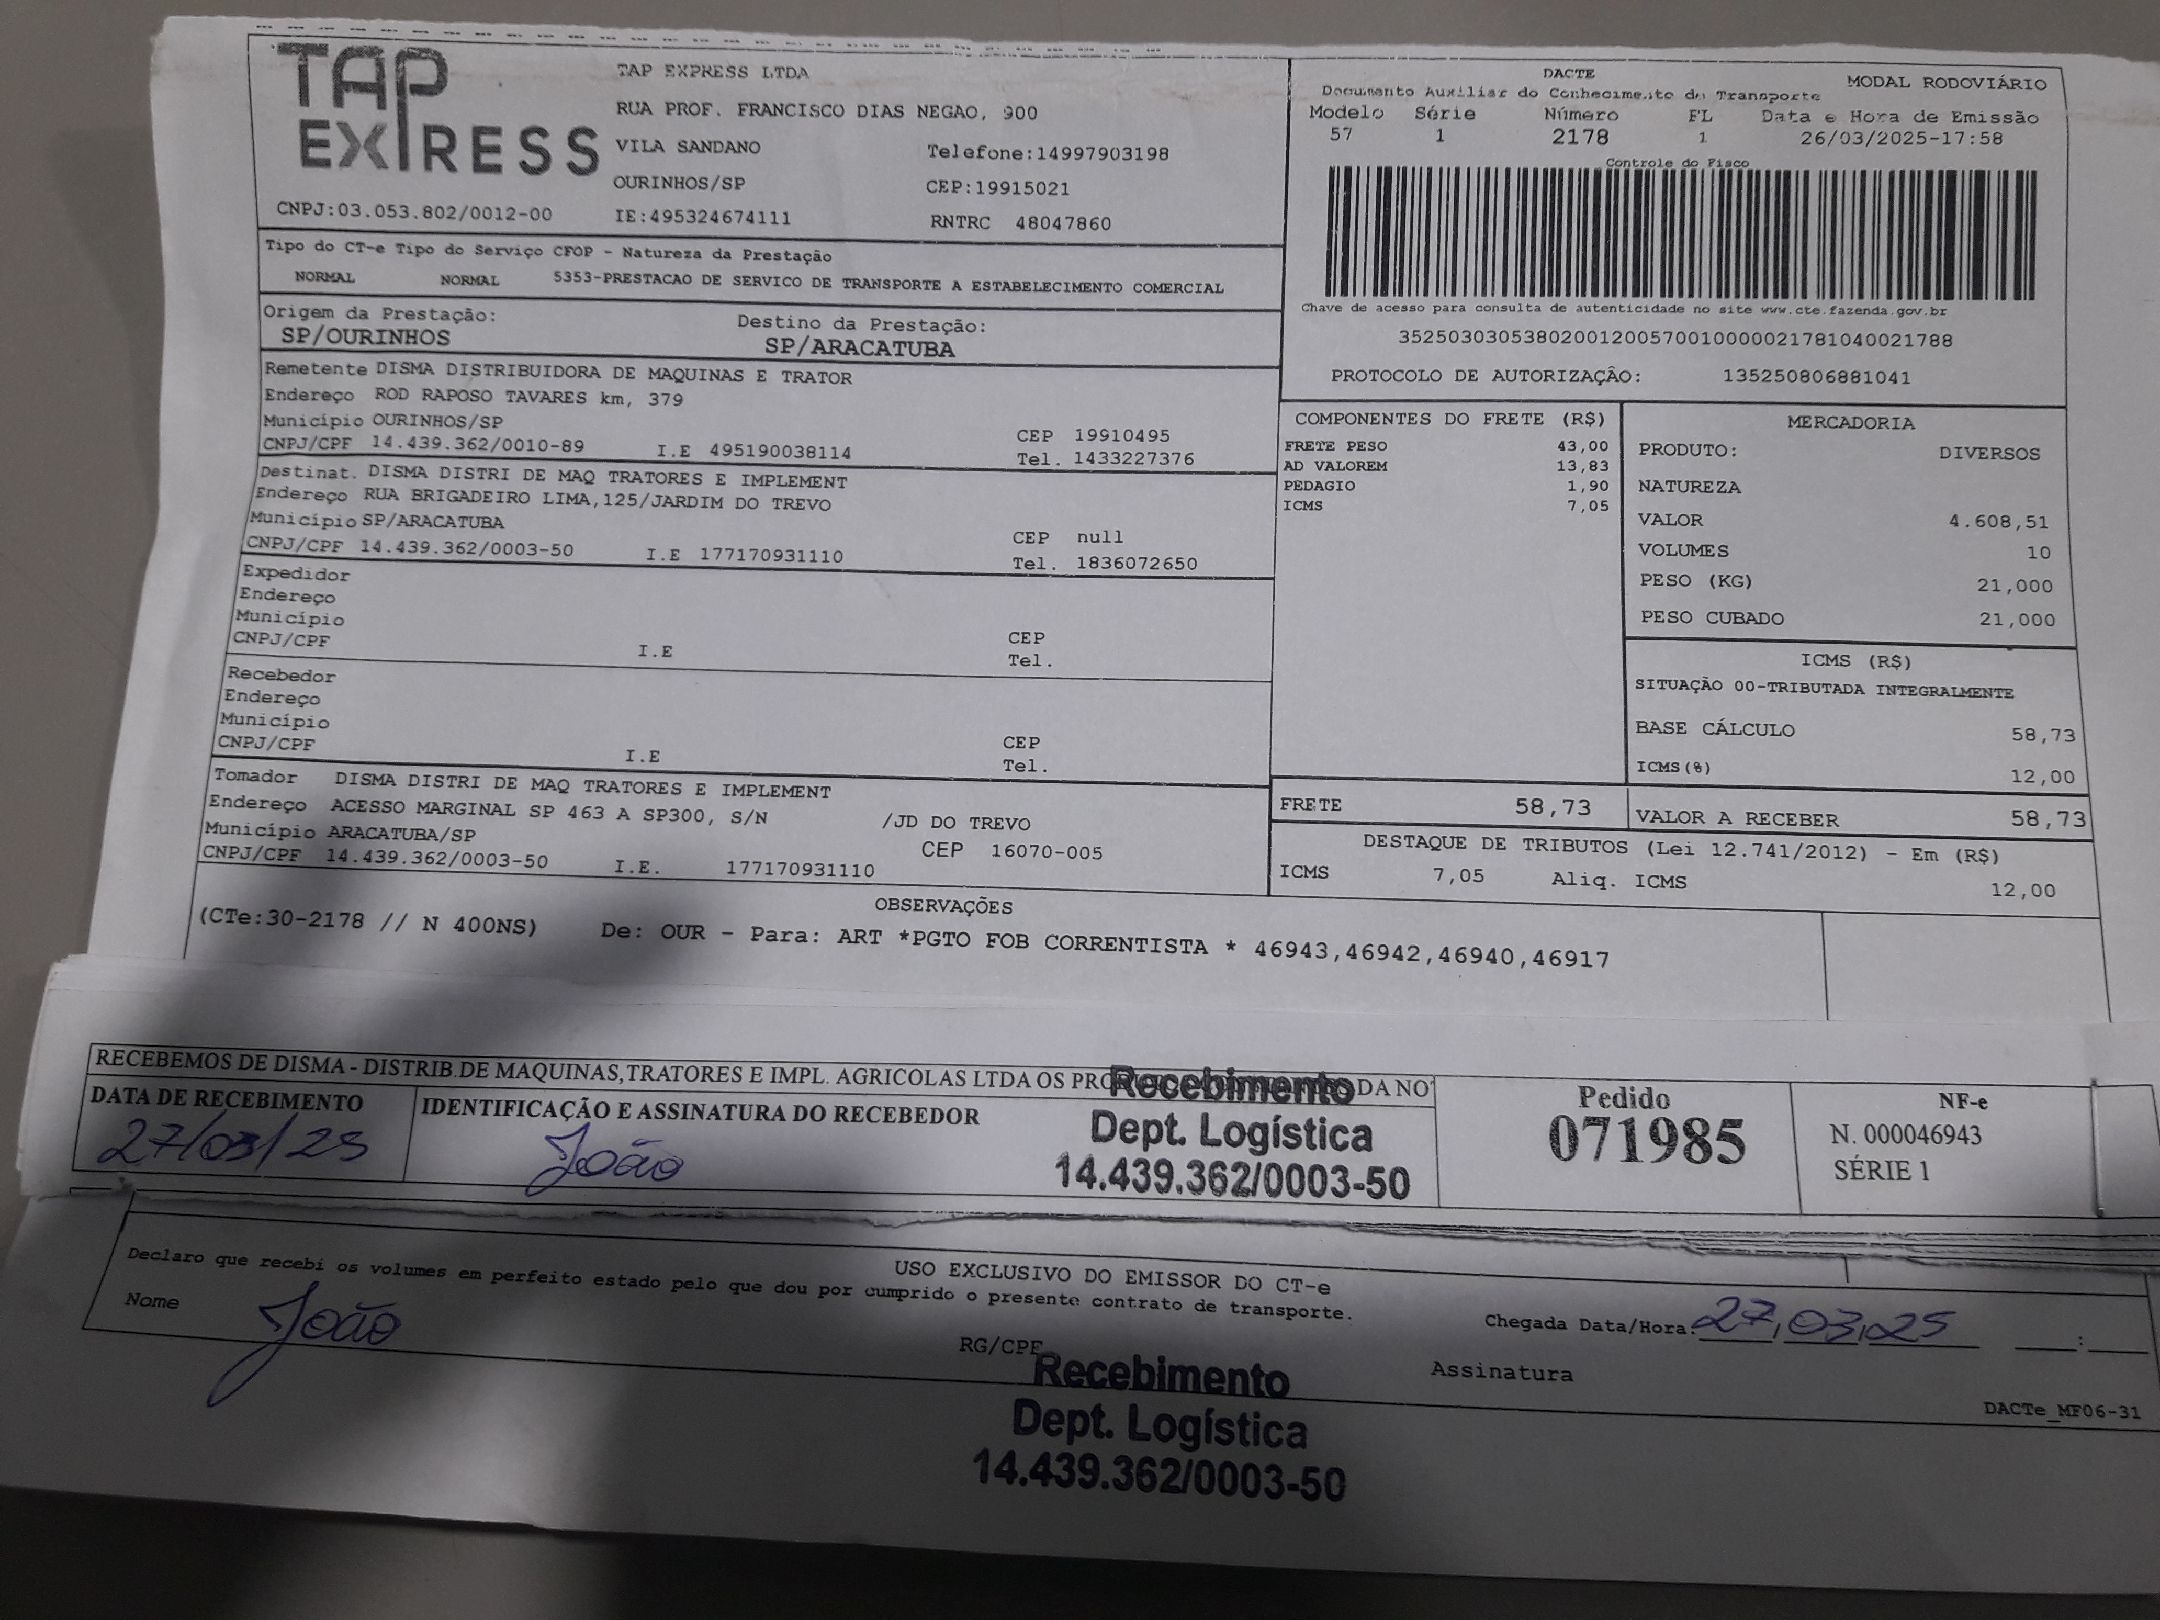 TAP
EXPRESS
TAP EXPRESS LTDA
RUA PROF. FRANCISCO DIAS NEGAO, 900
VILA SANDANO Telefone:14997903198
OURINHOS/SP CEP:19915021
CNPJ:03.053.802/0012-00 IE:495324674111 RNTRC 48047860
DACTE MODAL RODOVIÁRIO
Documento Auxiliar do Conhecimento de Transporte
Modelo Série Número FL Data e Hora de Emissão
57 1 2178 1 26/03/2025-17:58
Controle do Fisco
Chave de acesso para consulta de autenticidade no site www.cte.fazenda.gov.br
35250303053802001200570010000021781040021788
PROTOCOLO DE AUTORIZAÇÃO: 135250806881041
Tipo do CT-e Tipo do Serviço CFOP - Natureza da Prestação
NORMAL NORMAL 5353-PRESTACAO DE SERVICO DE TRANSPORTE A ESTABELECIMENTO COMERCIAL
Origem da Prestação: Destino da Prestação:
SP/OURINHOS SP/ARACATUBA
Remetente DISMA DISTRIBUIDORA DE MAQUINAS E TRATOR
Endereço ROD RAPOSO TAVARES km, 379
Município OURINHOS/SP CEP 19910495
CNPJ/CPF 14.439.362/0010-89 I.E 495190038114 Tel. 1433227376
Destinat. DISMA DISTRI DE MAQ TRATORES E IMPLEMENT
Endereço RUA BRIGADEIRO LIMA,125/JARDIM DO TREVO
Município SP/ARACATUBA CEP null
CNPJ/CPF 14.439.362/0003-50 I.E 177170931110 Tel. 1836072650
Expedidor
Endereço
Município CEP
CNPJ/CPF I.E Tel.
Recebedor
Endereço
Município CEP
CNPJ/CPF I.E Tel.
Tomador DISMA DISTRI DE MAQ TRATORES E IMPLEMENT
Endereço ACESSO MARGINAL SP 463 A SP300, S/N /JD DO TREVO
Município ARACATUBA/SP CEP 16070-005
CNPJ/CPF 14.439.362/0003-50 I.E. 177170931110
COMPONENTES DO FRETE (R$)
FRETE PESO 43,00
AD VALOREM 13,83
PEDAGIO 1,90
ICMS 7,05
MERCADORIA
PRODUTO: DIVERSOS
NATUREZA
VALOR 4.608,51
VOLUMES 10
PESO (KG) 21,000
PESO CUBADO 21,000
ICMS (R$)
SITUAÇÃO 00-TRIBUTADA INTEGRALMENTE
BASE CÁLCULO 58,73
ICMS(%) 12,00
FRETE 58,73 VALOR A RECEBER 58,73
DESTAQUE DE TRIBUTOS (Lei 12.741/2012) - Em (R$)
ICMS 7,05 Aliq. ICMS 12,00
OBSERVAÇÕES
(CTe:30-2178 // N 400NS) De: OUR - Para: ART *PGTO FOB CORRENTISTA * 46943,46942,46940,46917
RECEBEMOS DE DISMA - DISTRIB.DE MAQUINAS,TRATORES E IMPL. AGRICOLAS LTDA OS DA
DATA DE RECEBIMENTO IDENTIFICAÇÃO E ASSINATURA DO RECEBEDOR
27/03/25 João
Recebimento
Dept. Logística
14.439.362/0003-50
Pedido
071985
NF-e
N. 000046943
SÉRIE 1
USO EXCLUSIVO DO EMISSOR DO CT-e
Declaro que recebi os volumes em perfeito estado pelo que dou por cumprido o presente contrato de transporte.
Nome João RG/CPF Chegada Data/Hora: 27,03,25 :
Assinatura
Recebimento
Dept. Logística
14.439.362/0003-50
DACTe_MF06-31